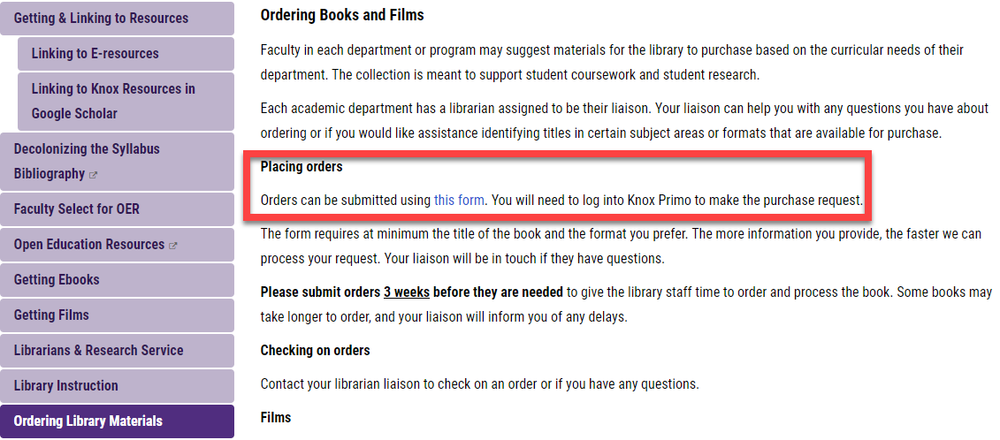 Getting & Linking to Resources
Linking to E-resources
Linking to Knox Resources in
Google Scholar
Decolonizing the Syllabus
Bibliography
Faculty Select for OER
Open Education Resources
Getting Ebooks
Getting Films
Librarians & Research Service
Library Instruction
Ordering Library Materials
Ordering Books and Films
Faculty in each department or program may suggest materials for the library to purchase based on the curricular needs of their
department. The collection is meant to support student coursework and student research.
Each academic department has a librarian assigned to be their liaison. Your liaison can help you with any questions you have about
ordering or if you would like assistance identifying titles in certain subject areas or formats that are available for purchase.
Placing orders
Orders can be submitted using this form. You will need to log into Knox Primo to make the purchase request.
The form requires at minimum the title of the book and the format you prefer. The more information you provide, the faster we can
process your request. Your liaison will be in touch if they have questions.
Please submit orders 3 weeks before they are needed to give the library staff time to order and process the book. Some books may
take longer to order, and your liaison will inform you of any delays.
Checking on orders
Contact your librarian liaison to check on an order or if you have any questions.
Films